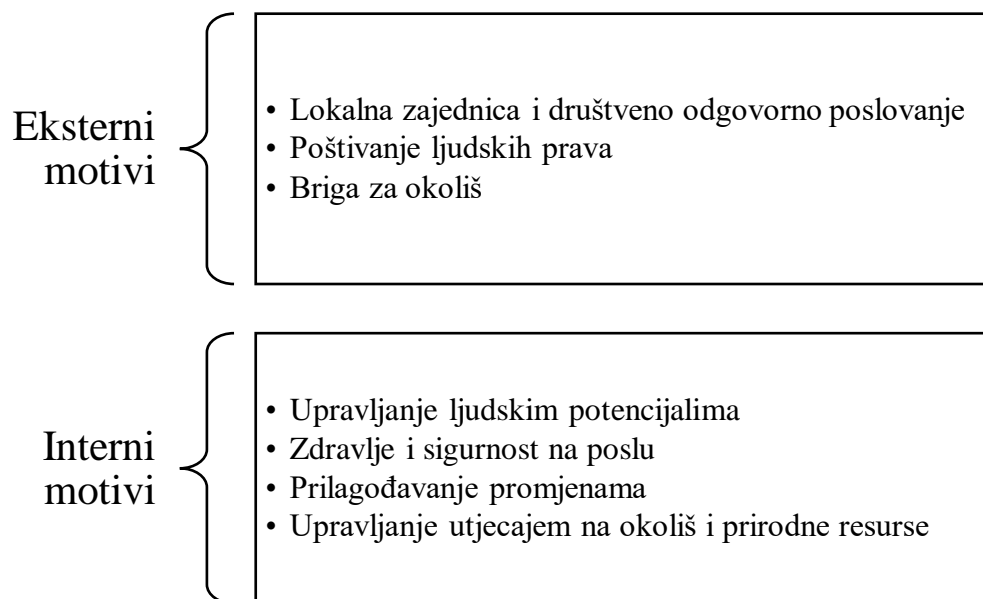 Eksterni
motivi
• Lokalna zajednica i društveno odgovorno poslovanje
• Poštivanje ljudskih prava
• Briga za okoliš
Interni
motivi
• Upravljanje ljudskim potencijalima
• Zdravlje i sigurnost na poslu
• Prilagođavanje promjenama
• Upravljanje utjecajem na okoliš i prirodne resurse